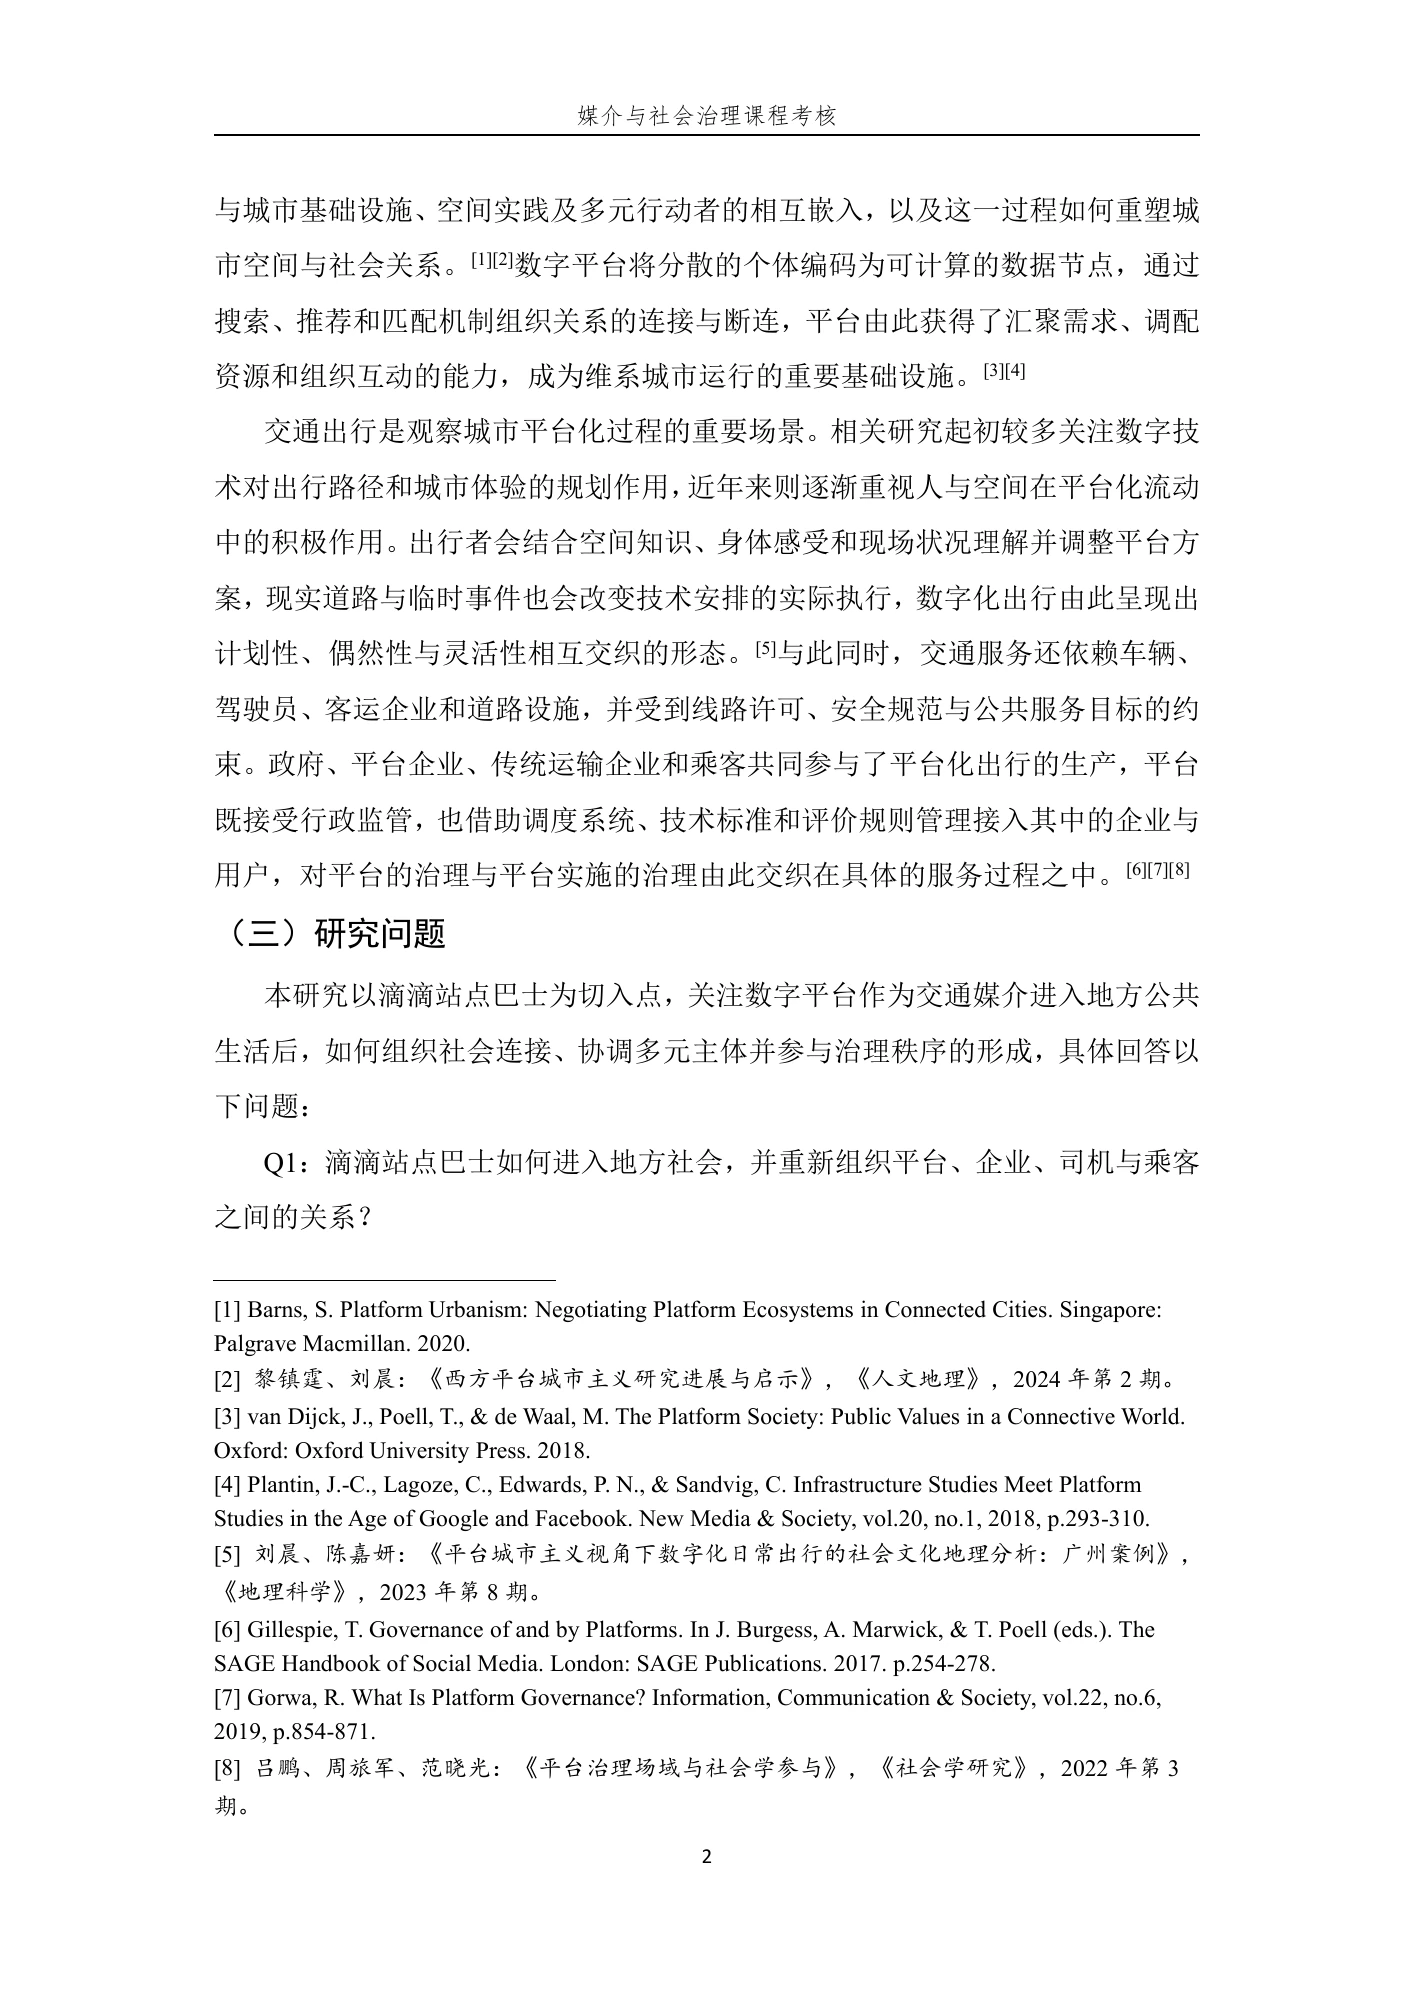 媒介与社会治理课程考核
与城市基础设施、空间实践及多元行动者的相互嵌入，以及这一过程如何重塑城
市空间与社会关系。[1][2]数字平台将分散的个体编码为可计算的数据节点，通过
搜索、推荐和匹配机制组织关系的连接与断连，平台由此获得了汇聚需求、调配
资源和组织互动的能力，成为维系城市运行的重要基础设施。[3][4]
交通出行是观察城市平台化过程的重要场景。相关研究起初较多关注数字技
术对出行路径和城市体验的规划作用，近年来则逐渐重视人与空间在平台化流动
中的积极作用。出行者会结合空间知识、身体感受和现场状况理解并调整平台方
案，现实道路与临时事件也会改变技术安排的实际执行，数字化出行由此呈现出
计划性、偶然性与灵活性相互交织的形态。[5]与此同时，交通服务还依赖车辆、
驾驶员、客运企业和道路设施，并受到线路许可、安全规范与公共服务目标的约
束。政府、平台企业、传统运输企业和乘客共同参与了平台化出行的生产，平台
既接受行政监管，也借助调度系统、技术标准和评价规则管理接入其中的企业与
用户，对平台的治理与平台实施的治理由此交织在具体的服务过程之中。[6][7][8]
（三）研究问题
本研究以滴滴站点巴士为切入点，关注数字平台作为交通媒介进入地方公共
生活后，如何组织社会连接、协调多元主体并参与治理秩序的形成，具体回答以
下问题：
Q1：滴滴站点巴士如何进入地方社会，并重新组织平台、企业、司机与乘客
之间的关系？
[1] Barns, S. Platform Urbanism: Negotiating Platform Ecosystems in Connected Cities. Singapore:
Palgrave Macmillan. 2020.
[2] 黎镇霆、刘晨：《西方平台城市主义研究进展与启示》，《人文地理》，2024 年第 2 期。
[3] van Dijck, J., Poell, T., & de Waal, M. The Platform Society: Public Values in a Connective World.
Oxford: Oxford University Press. 2018.
[4] Plantin, J.-C., Lagoze, C., Edwards, P. N., & Sandvig, C. Infrastructure Studies Meet Platform
Studies in the Age of Google and Facebook. New Media & Society, vol.20, no.1, 2018, p.293-310.
[5] 刘晨、陈嘉妍：《平台城市主义视角下数字化日常出行的社会文化地理分析：广州案例》，
《地理科学》，2023 年第 8 期。
[6] Gillespie, T. Governance of and by Platforms. In J. Burgess, A. Marwick, & T. Poell (eds.). The
SAGE Handbook of Social Media. London: SAGE Publications. 2017. p.254-278.
[7] Gorwa, R. What Is Platform Governance? Information, Communication & Society, vol.22, no.6,
2019, p.854-871.
[8] 吕鹏、周旅军、范晓光：《平台治理场域与社会学参与》，《社会学研究》，2022 年第 3
期。
2